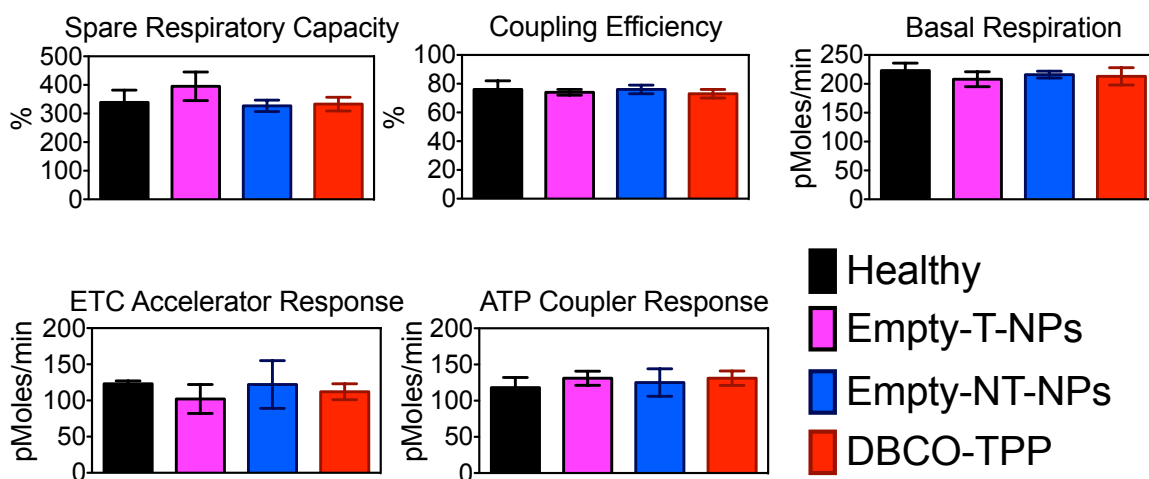 Spare Respiratory Capacity
%
500
400
300
200
100
0
Coupling Efficiency
%
100
80
60
40
20
0
Basal Respiration
pMoles/min
250
200
150
100
50
0
ETC Accelerator Response
pMoles/min
200
150
100
50
0
ATP Coupler Response
pMoles/min
200
150
100
50
0
Healthy
Empty-T-NPs
Empty-NT-NPs
DBCO-TPP